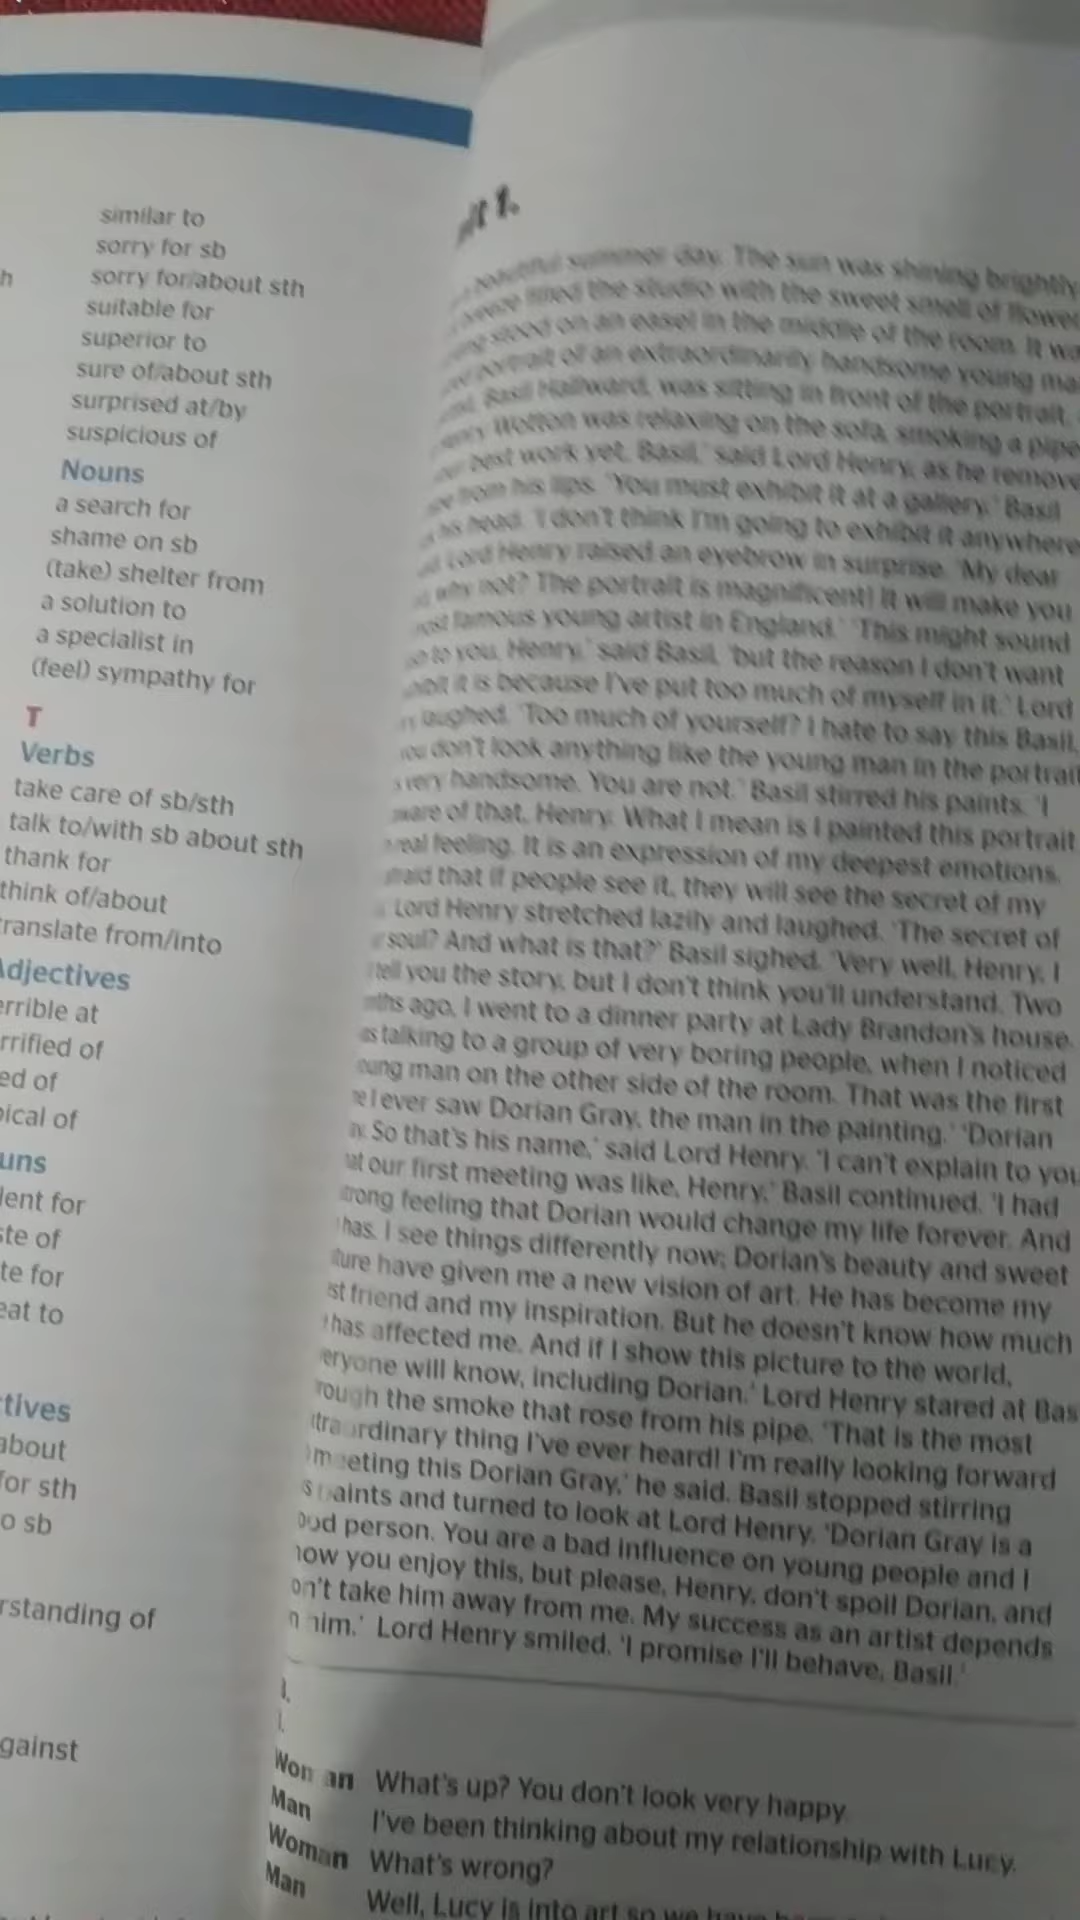 h
similar to
sorry for sb
sorry for/about sth
suitable for
superior to
sure of/about sth
surprised at/by
suspicious of
Nouns
a search for
shame on sb
(take) shelter from
a solution to
a specialist in
(feel) sympathy for
T
Verbs
take care of sb/sth
talk to/with sb about sth
thank for
think of/about
translate from/into
Adjectives
errible at
rrified of
ed of
pical of
uns
lent for
ste of
te for
eat to
tives
about
for sth
o sb
rstanding of
gainst
1.
beautiful summer day. The sun was shining brightly
breeze filled the studio with the sweet smell of flower
stood on an easel in the middle of the room. It wa
portrait of an extraordinarily handsome young ma
Basil Hallward, was sitting in front of the portrait.
Wotton was relaxing on the sofa, smoking a pipe
best work yet, Basil,' said Lord Henry, as he remove
from his lips. 'You must exhibit it at a gallery.' Basil
his head. 'I don't think I'm going to exhibit it anywhere
Lord Henry raised an eyebrow in surprise. 'My dear
why not? The portrait is magnificent! It will make you
ost famous young artist in England.' 'This might sound
to you, Henry,' said Basil, 'but the reason I don't want
ibit it is because I've put too much of myself in it.' Lord
laughed. 'Too much of yourself? I hate to say this Basil,
you don't look anything like the young man in the portrait
s very handsome. You are not.' Basil stirred his paints. 'I
ware of that, Henry. What I mean is I painted this portrait
real feeling. It is an expression of my deepest emotions.
fraid that if people see it, they will see the secret of my
Lord Henry stretched lazily and laughed. 'The secret of
r soul? And what is that?' Basil sighed. 'Very well, Henry, I
tell you the story, but I don't think you'll understand. Two
nths ago, I went to a dinner party at Lady Brandon's house.
as talking to a group of very boring people, when I noticed
oung man on the other side of the room. That was the first
e I ever saw Dorian Gray, the man in the painting.' 'Dorian
ay. So that's his name,' said Lord Henry. 'I can't explain to you
at our first meeting was like, Henry,' Basil continued. 'I had
trong feeling that Dorian would change my life forever. And
has. I see things differently now; Dorian's beauty and sweet
ture have given me a new vision of art. He has become my
st friend and my inspiration. But he doesn't know how much
has affected me. And if I show this picture to the world,
eryone will know, including Dorian.' Lord Henry stared at Bas
rough the smoke that rose from his pipe. 'That is the most
traordinary thing I've ever heard! I'm really looking forward
meeting this Dorian Gray,' he said. Basil stopped stirring
s paints and turned to look at Lord Henry. 'Dorian Gray is a
ood person. You are a bad influence on young people and I
now you enjoy this, but please, Henry, don't spoil Dorian, and
on't take him away from me. My success as an artist depends
n him.' Lord Henry smiled. 'I promise I'll behave, Basil.'
Woman What's up? You don't look very happy.
Man I've been thinking about my relationship with Lucy.
Woman What's wrong?
Man Well, Lucy is into art so we have